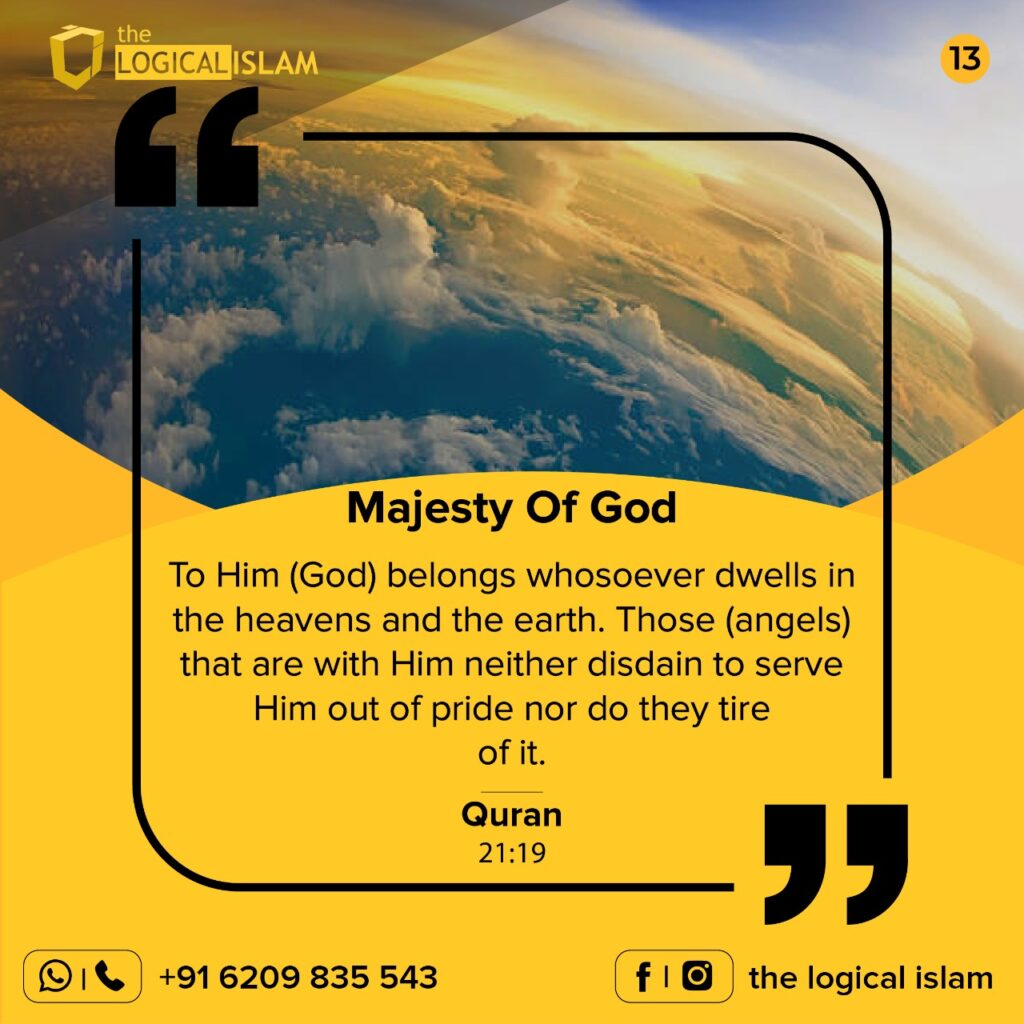 the
LOGICAL ISLAM
13
Majesty Of God
To Him (God) belongs whosoever dwells in
the heavens and the earth. Those (angels)
that are with Him neither disdain to serve
Him out of pride nor do they tire
of it.
Quran
21:19
+91 6209 835 543
the logical islam